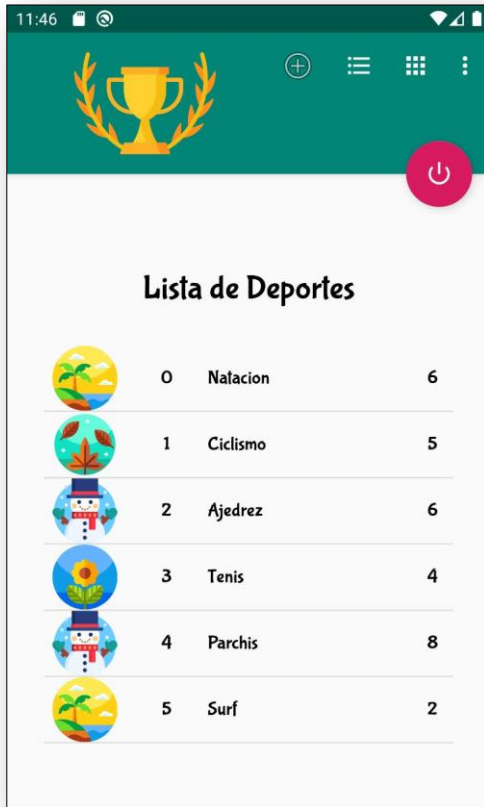 11:46
Lista de Deportes
0 Natacion 6
1 Ciclismo 5
2 Ajedrez 6
3 Tenis 4
4 Parchis 8
5 Surf 2